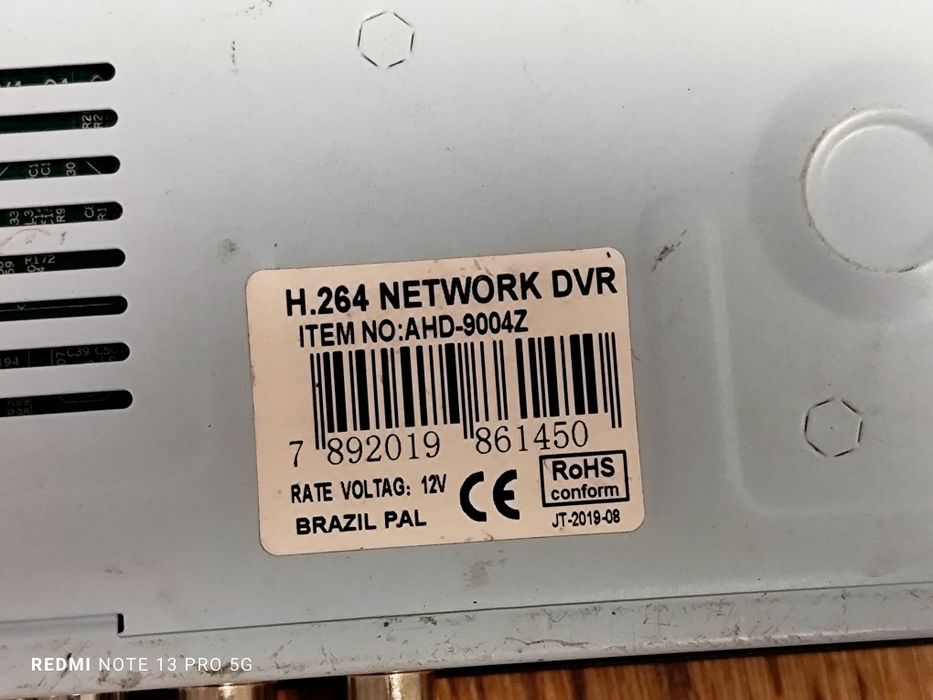 H.264 NETWORK DVR
ITEM NO:AHD-9004Z
7 892019 861450
RATE VOLTAG: 12V CE RoHS
conform
BRAZIL PAL JT-2019-08
REDMI NOTE 13 PRO 5G